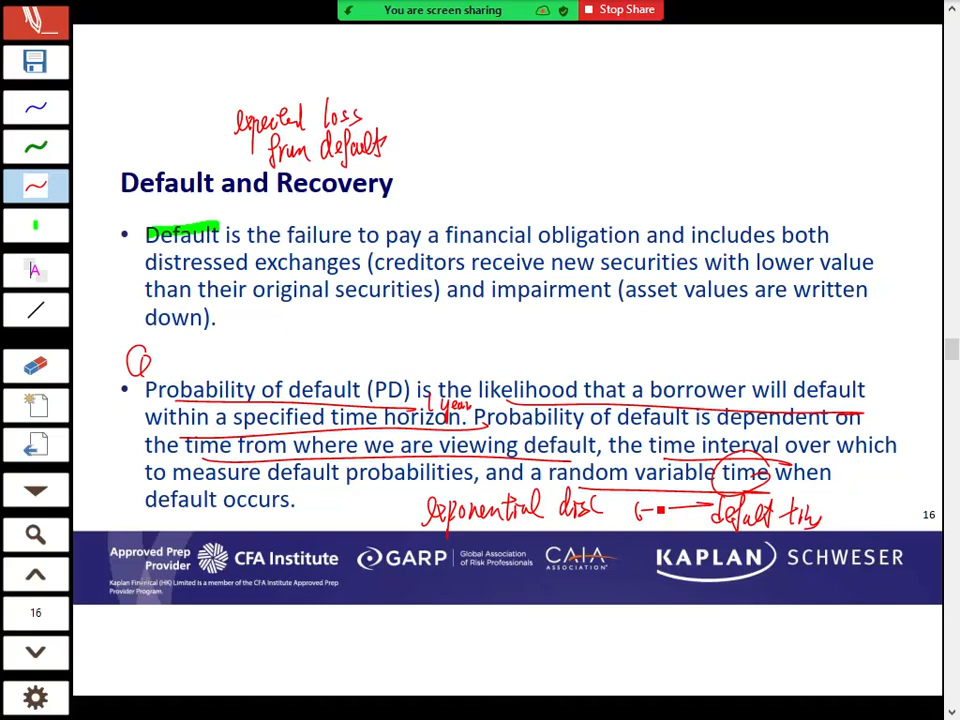 You are screen sharing
Stop Share
expected loss
from default
Default and Recovery
• Default is the failure to pay a financial obligation and includes both
distressed exchanges (creditors receive new securities with lower value
than their original securities) and impairment (asset values are written
down).
• Probability of default (PD) is the likelihood that a borrower will default
1 year
within a specified time horizon. Probability of default is dependent on
the time from where we are viewing default, the time interval over which
to measure default probabilities, and a random variable time when
default occurs.
exponential disc
default tim
16
Approved Prep
Provider
Kaplan Financial (HK) Limited is a member of the CFA Institute Approved Prep
Provider Program.
CFA Institute
GARP
Global Association
of Risk Professionals
CAIA
ASSOCIATION®
KAPLAN SCHWESER
A
16